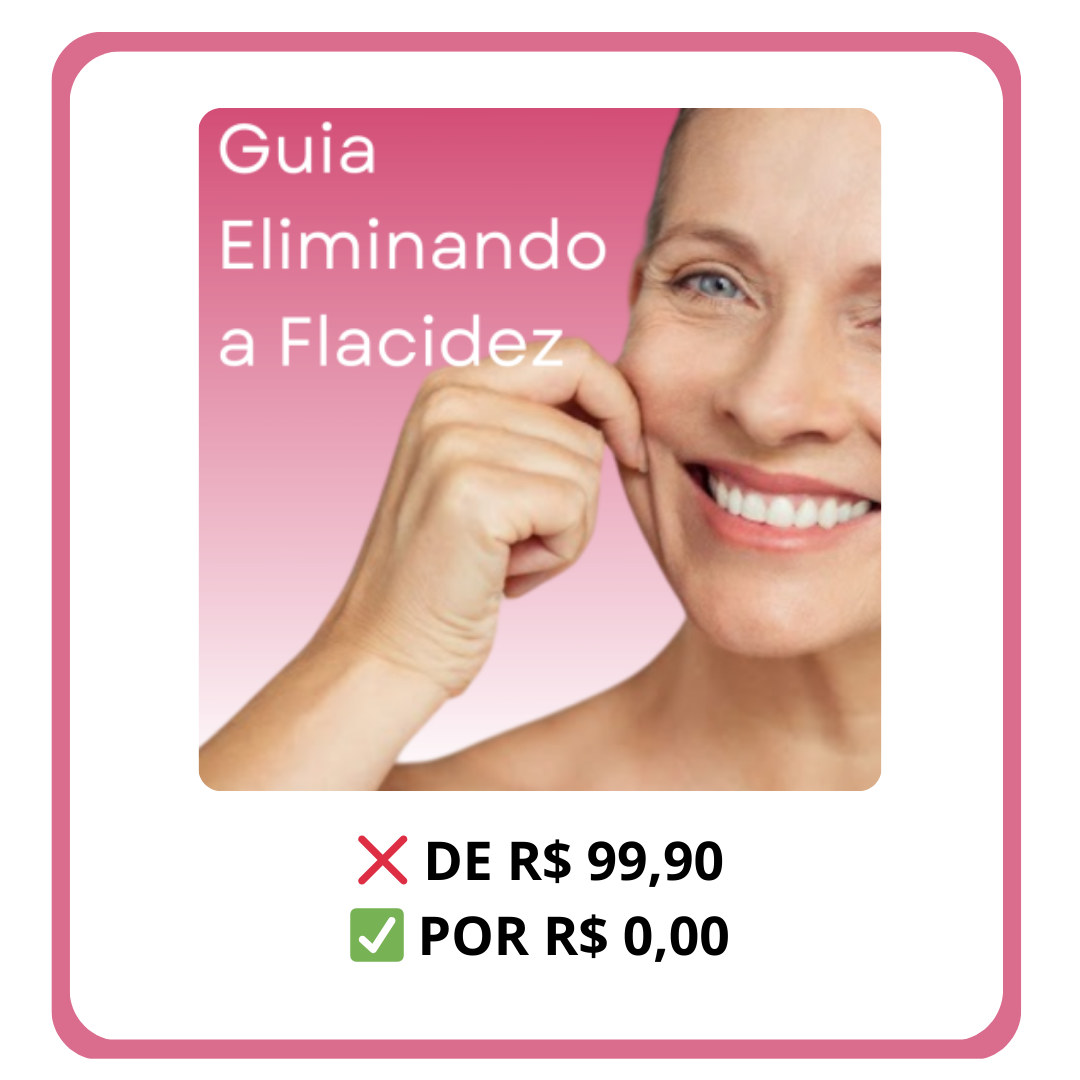 Guia
Eliminando
a Flacidez
❌ DE R$ 99,90
✅ POR R$ 0,00